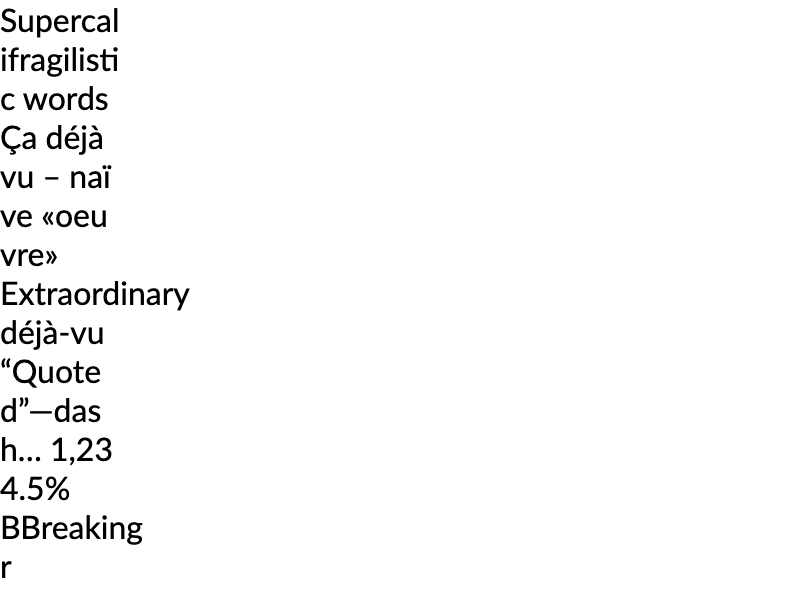 Supercal
ifragilisti
c words
Ça déjà
vu – naï
ve «oeu
vre»
Extraordinary
déjà-vu
“Quote
d”—das
h… 1,23
4.5%
BBreaking
r